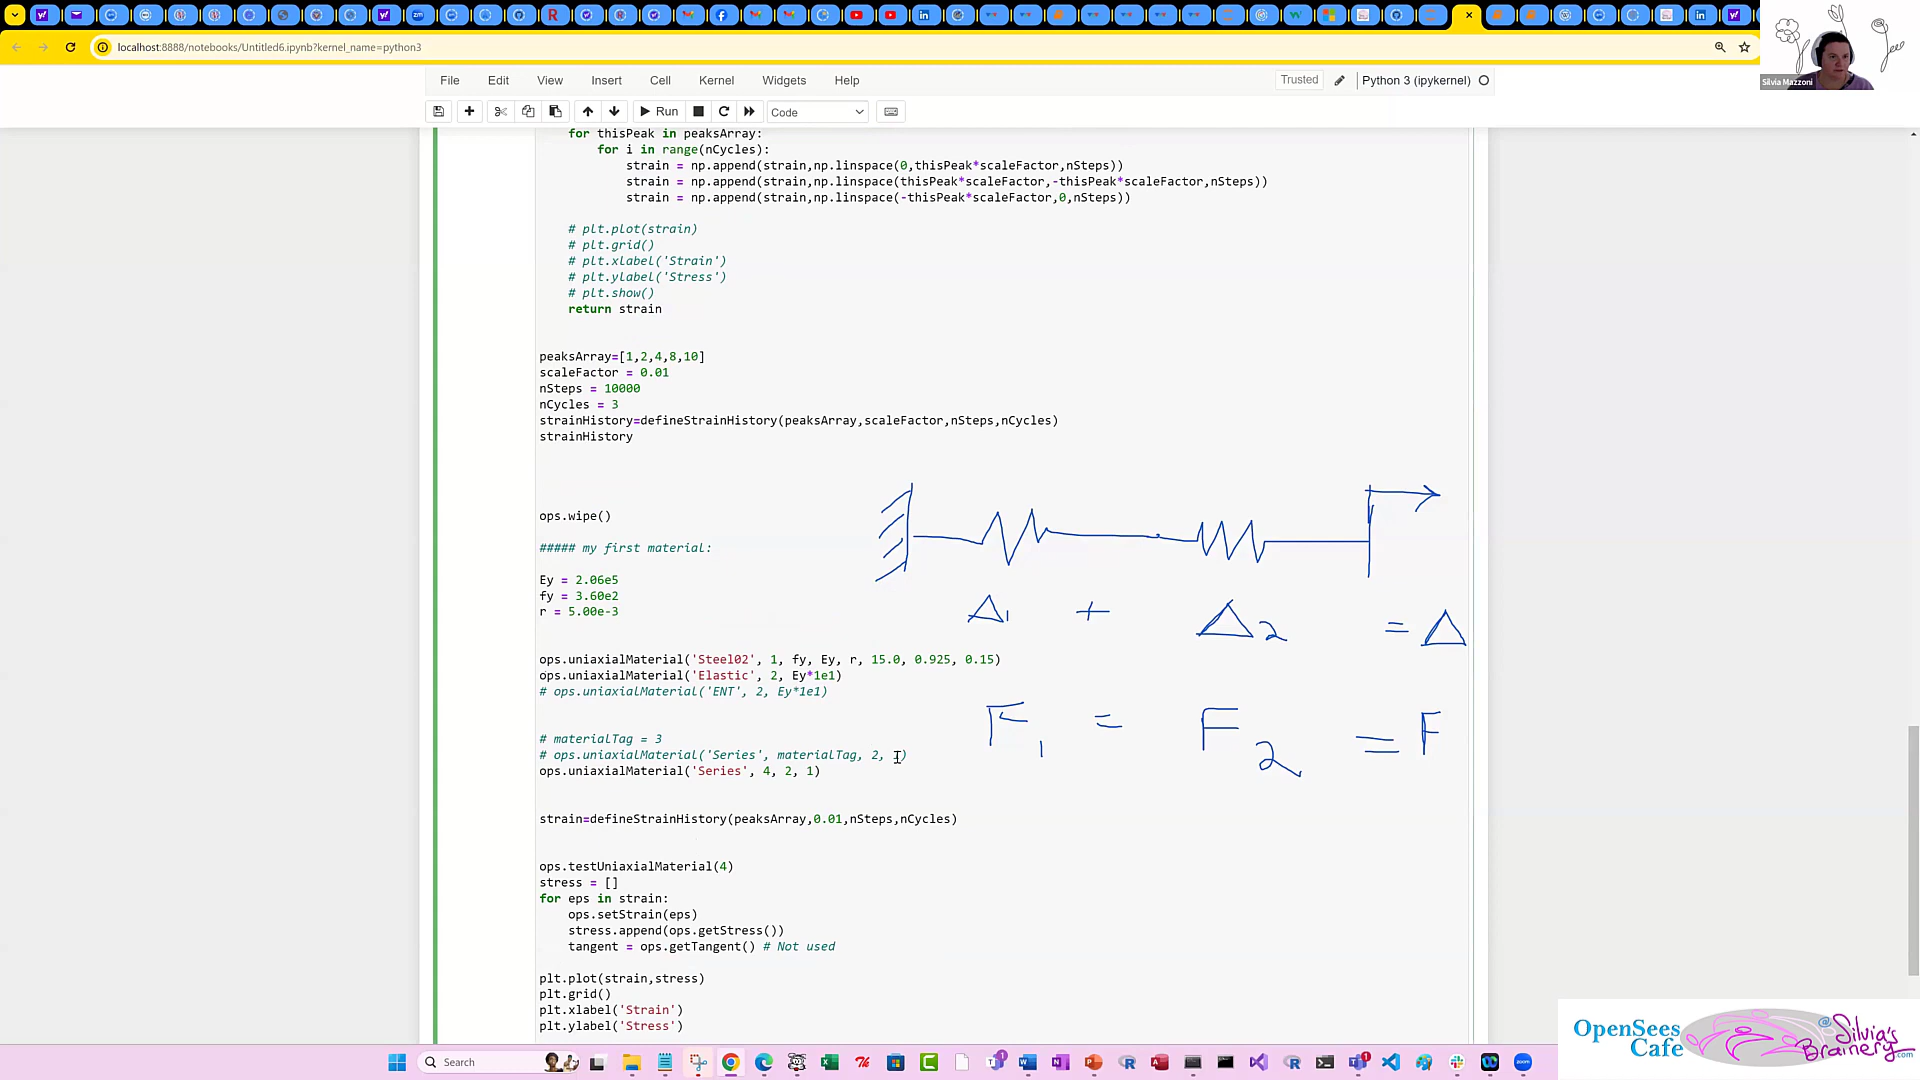 localhost:8888/notebooks/Untitled6.ipynb?kernel_name=python3
Silvia Mazzoni
File Edit View Insert Cell Kernel Widgets Help Trusted Python 3 (ipykernel)
Run Code
for thisPeak in peaksArray:
for i in range(nCycles):
strain = np.append(strain,np.linspace(0,thisPeak*scaleFactor,nSteps))
strain = np.append(strain,np.linspace(thisPeak*scaleFactor,-thisPeak*scaleFactor,nSteps))
strain = np.append(strain,np.linspace(-thisPeak*scaleFactor,0,nSteps))
# plt.plot(strain)
# plt.grid()
# plt.xlabel('Strain')
# plt.ylabel('Stress')
# plt.show()
return strain
peaksArray=[1,2,4,8,10]
scaleFactor = 0.01
nSteps = 10000
nCycles = 3
strainHistory=defineStrainHistory(peaksArray,scaleFactor,nSteps,nCycles)
strainHistory
ops.wipe()
##### my first material:
Ey = 2.06e5
fy = 3.60e2
r = 5.00e-3
Δ1 + Δ2 = Δ
ops.uniaxialMaterial('Steel02', 1, fy, Ey, r, 15.0, 0.925, 0.15)
ops.uniaxialMaterial('Elastic', 2, Ey*1e1)
# ops.uniaxialMaterial('ENT', 2, Ey*1e1)
F1 = F2 = F
# materialTag = 3
# ops.uniaxialMaterial('Series', materialTag, 2, )
ops.uniaxialMaterial('Series', 4, 2, 1)
strain=defineStrainHistory(peaksArray,0.01,nSteps,nCycles)
ops.testUniaxialMaterial(4)
stress = []
for eps in strain:
ops.setStrain(eps)
stress.append(ops.getStress())
tangent = ops.getTangent() # Not used
plt.plot(strain,stress)
plt.grid()
plt.xlabel('Strain')
plt.ylabel('Stress')
OpenSees
Cafe
@Silvia's
Brainery.com
Search